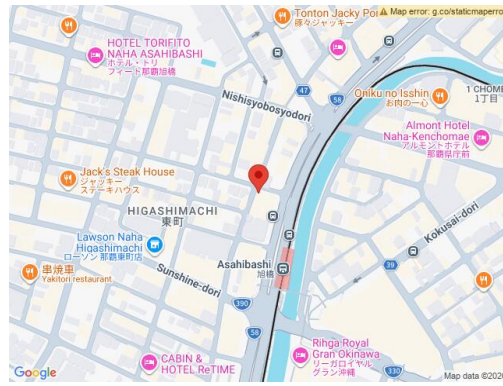 Tonton Jacky Por
豚々ジャッキー
Map error: g.co/staticmaperro
HOTEL TORIFITO
NAHA ASAHIBASHI
ホテル・トリ
フィート那覇旭橋
47
58
Nishisyobosyodori
Oniku no Isshin
お肉の一心
1 CHOME
1丁目
Almont Hotel
Naha-Kenchomae
アルモントホテル
那覇県庁前
Jack's Steak House
ジャッキー
ステーキハウス
HIGASHIMACHI
東町
Lawson Naha
Higashimachi
ローソン 那覇東町店
Kokusai-dori
串焼車
Yakitori restaurant
Sunshine-dori
Asahibashi
旭橋
39
390
58
Rihga Royal
Gran Okinawa
リーガロイヤル
グラン沖縄
CABIN &
HOTEL ReTIME
330
Google
Map data ©2026